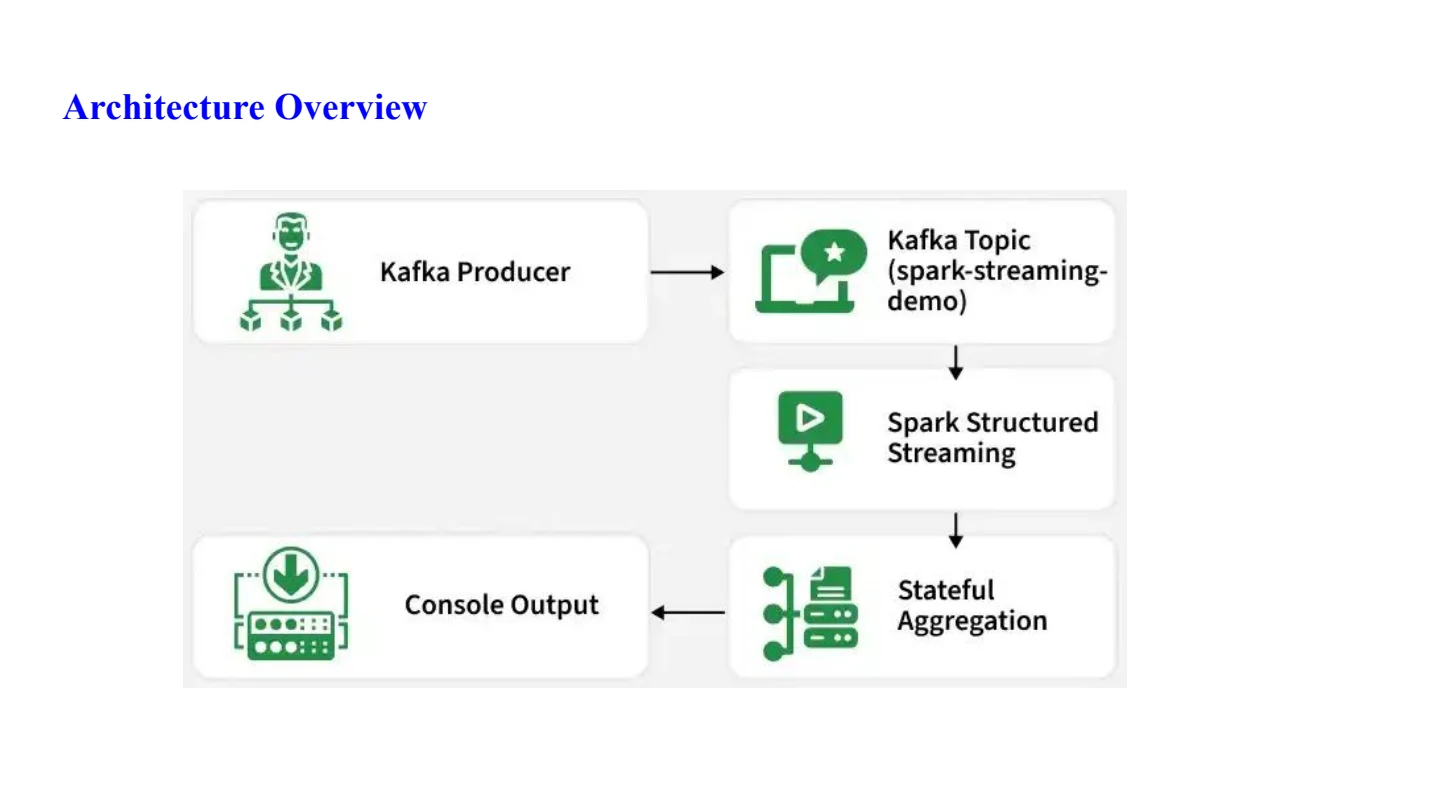 Architecture Overview
Kafka Producer
Kafka Topic
(spark-streaming-
demo)
Spark Structured
Streaming
Stateful
Aggregation
Console Output